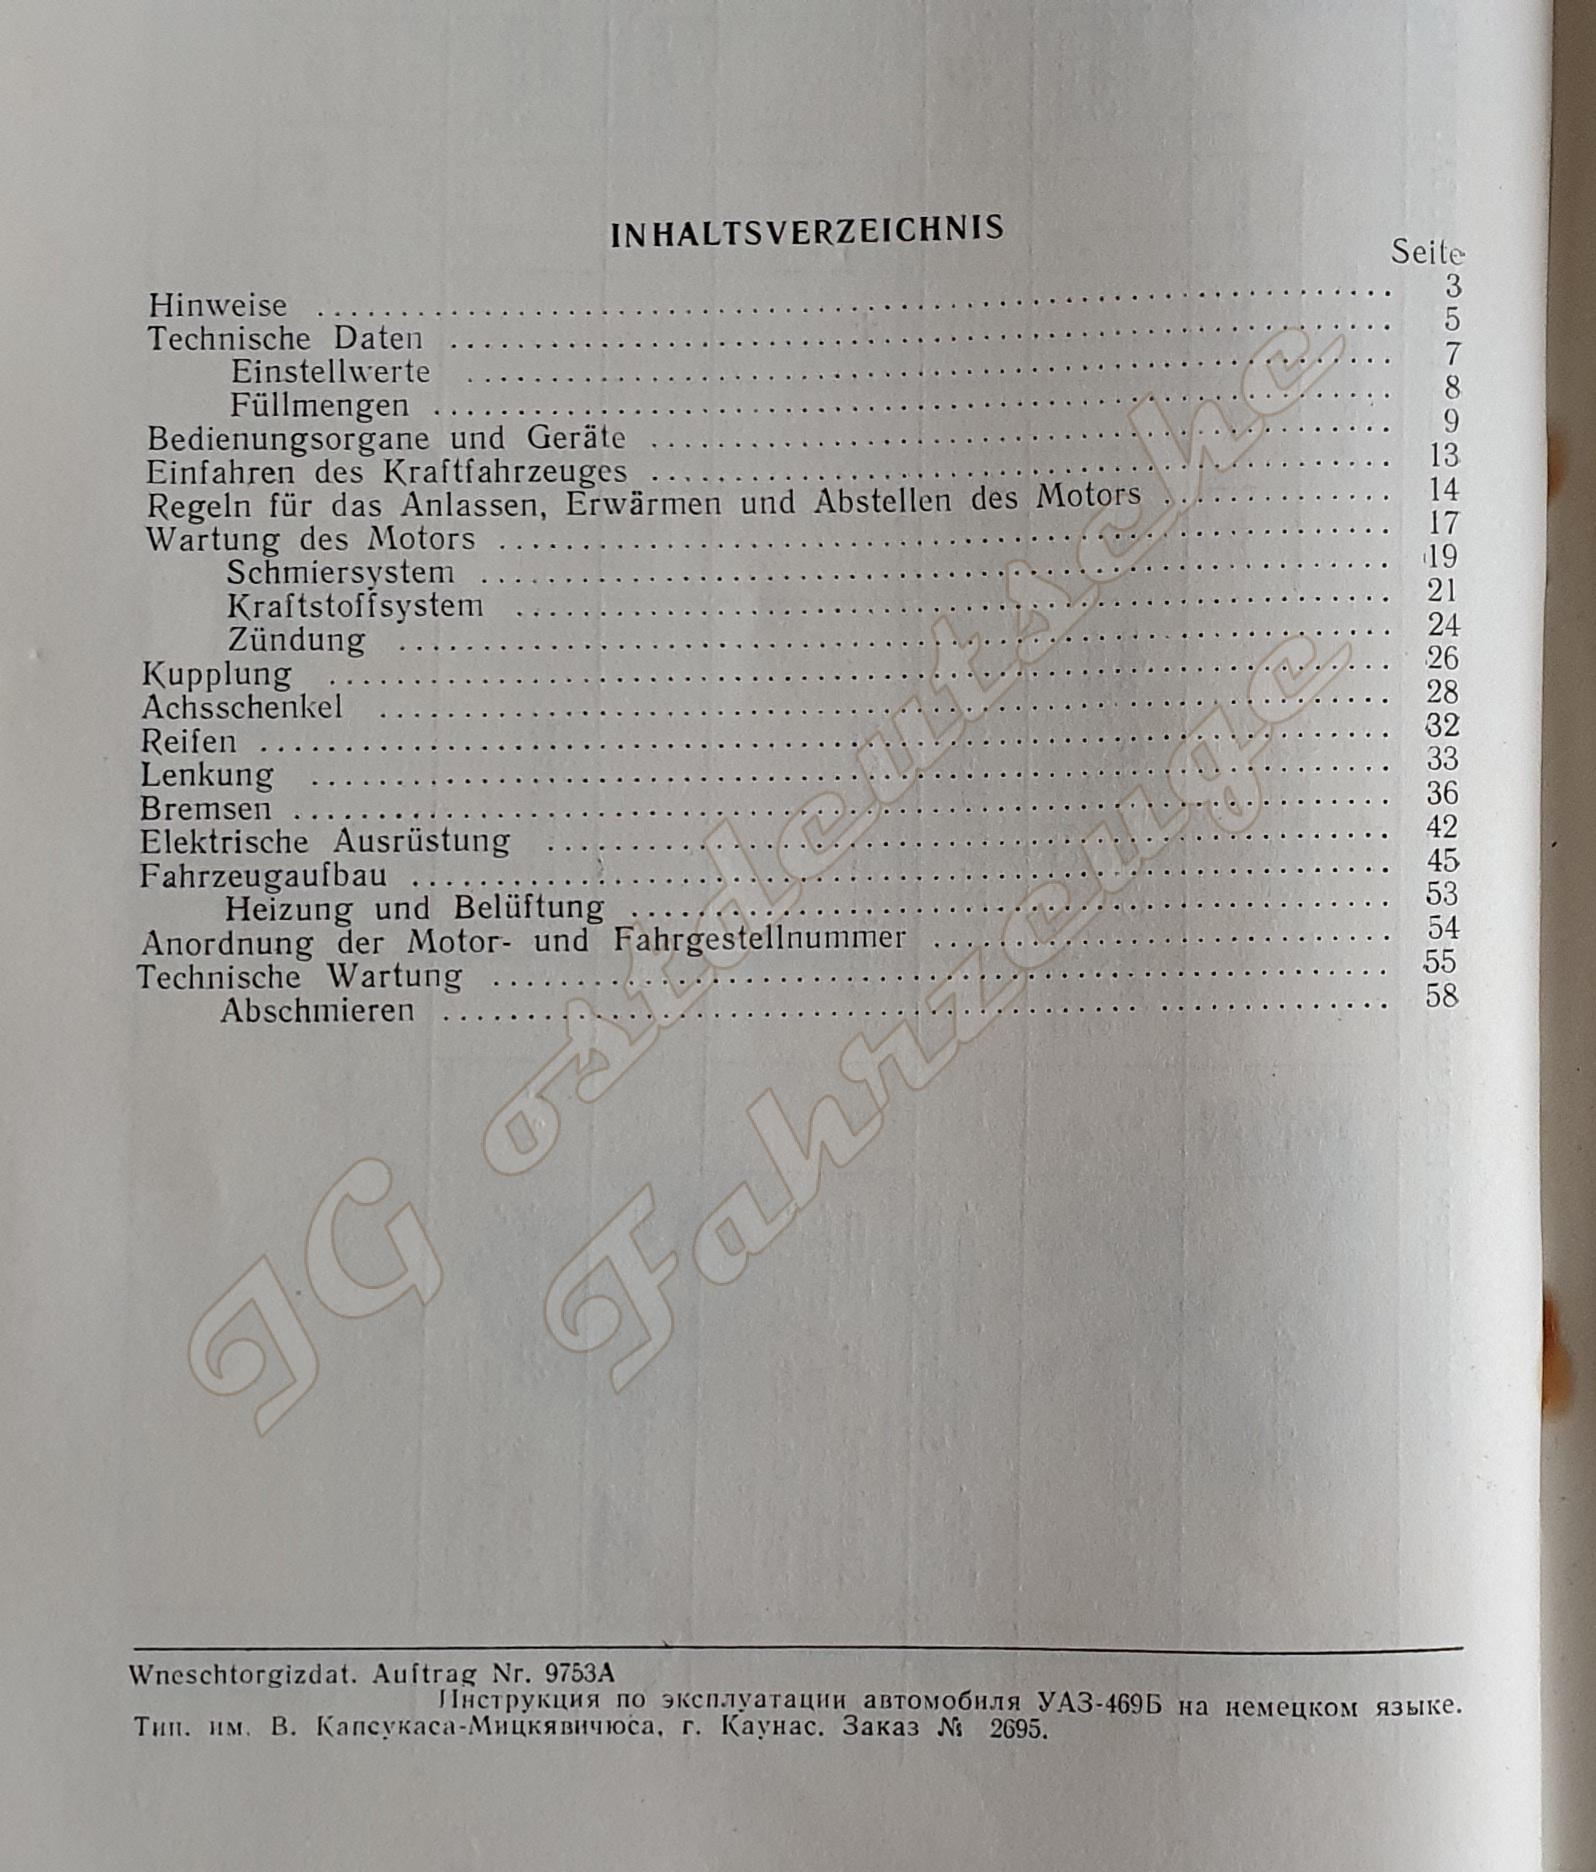 INHALTSVERZEICHNIS
Seite
Hinweise 3
Technische Daten 5
Einstellwerte 7
Füllmengen 8
Bedienungsorgane und Geräte 9
Einfahren des Kraftfahrzeuges 13
Regeln für das Anlassen, Erwärmen und Abstellen des Motors 14
Wartung des Motors 17
Schmiersystem 19
Kraftstoffsystem 21
Zündung 24
Kupplung 26
Achsschenkel 28
Reifen 32
Lenkung 33
Bremsen 36
Elektrische Ausrüstung 42
Fahrzeugaufbau 45
Heizung und Belüftung 53
Anordnung der Motor- und Fahrgestellnummer 54
Technische Wartung 55
Abschmieren 58
IG ostdeutsche
Fahrzeuge
Wneschtorgizdat. Auftrag Nr. 9753A
Инструкция по эксплуатации автомобиля УАЗ-469Б на немецком языке.
Тип. им. В. Капсукаса-Мицкявичюса, г. Каунас. Заказ № 2695.